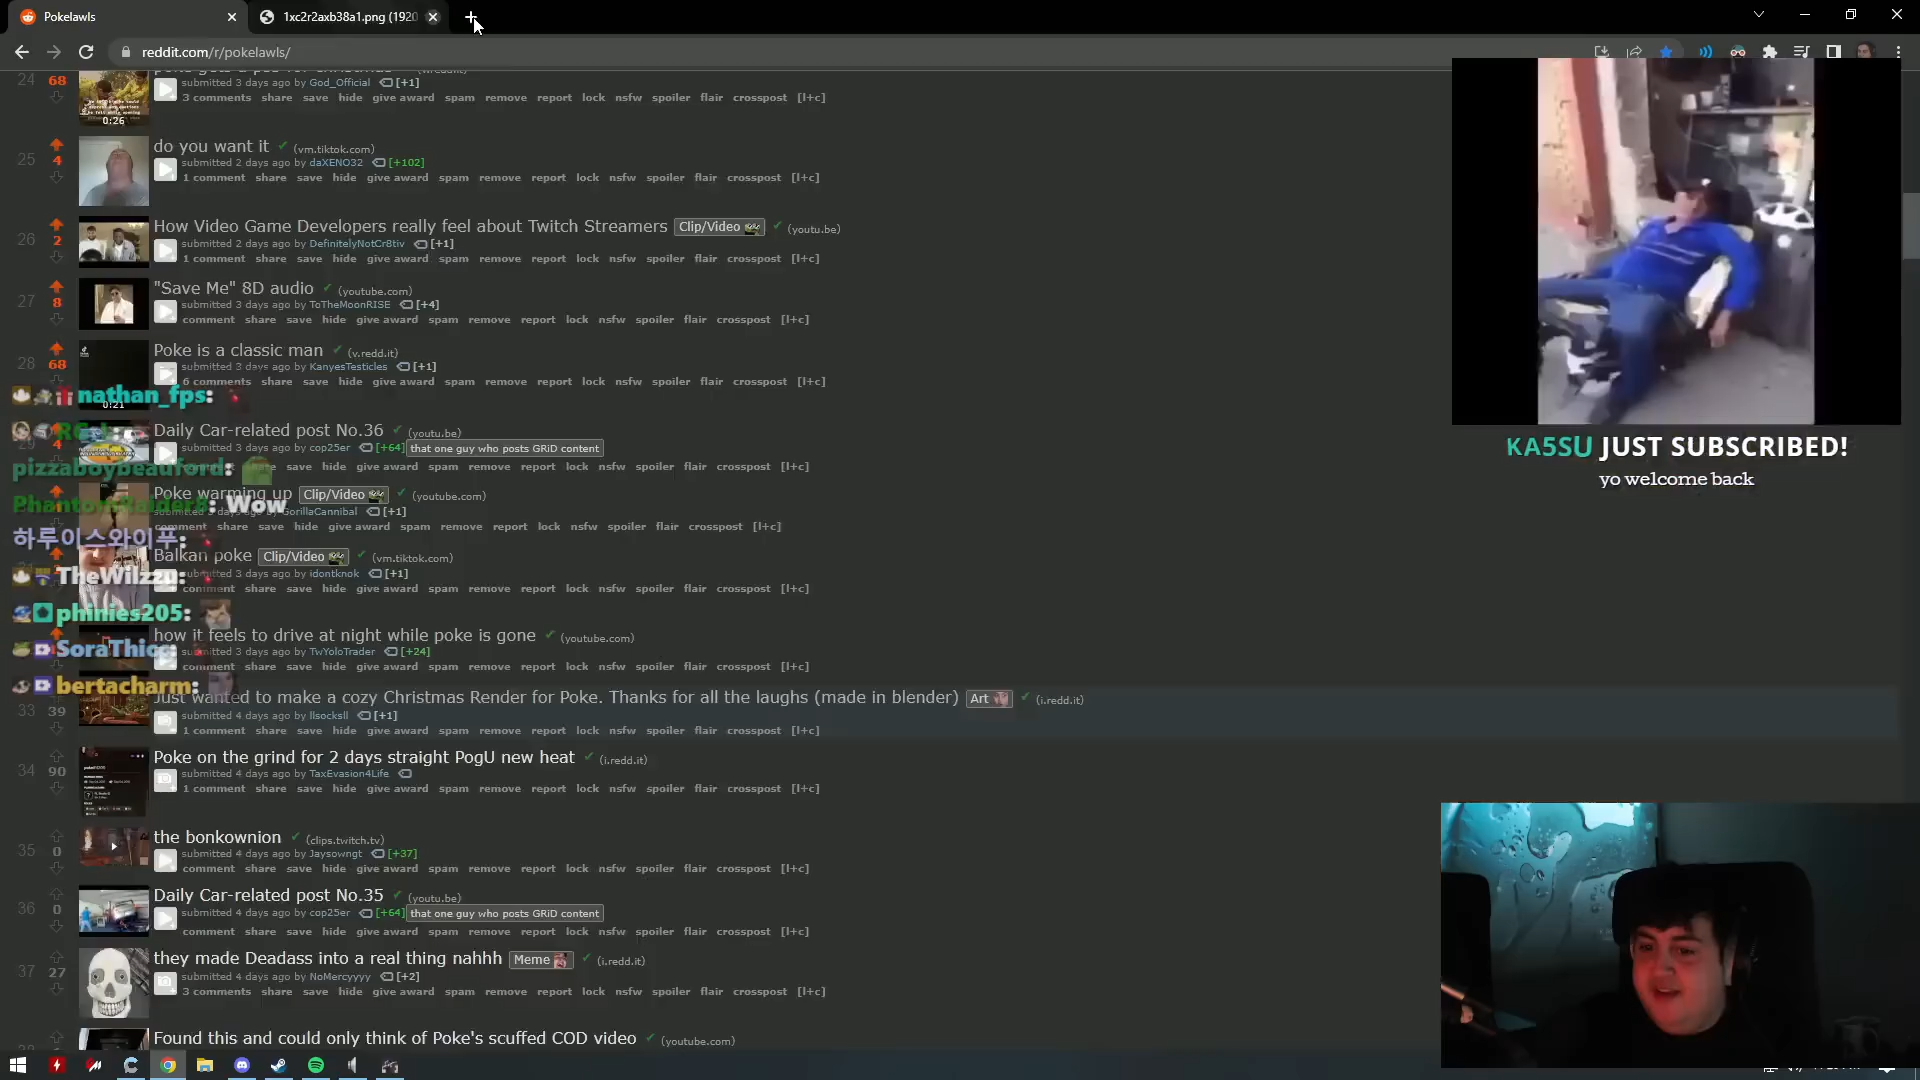 Pokelawls
1xc2r2axb38a1.png (1920
reddit.com/r/pokelawls/
24 68
submitted 3 days ago by God_Official [+1]
3 comments share save hide give award spam remove report lock nsfw spoiler flair crosspost [l+c]
0:26
25 4 do you want it (vm.tiktok.com)
submitted 2 days ago by daXENO32 [+102]
1 comment share save hide give award spam remove report lock nsfw spoiler flair crosspost [l+c]
26 2 How Video Game Developers really feel about Twitch Streamers Clip/Video (youtu.be)
submitted 2 days ago by DefinitelyNotCr8tiv [+1]
1 comment share save hide give award spam remove report lock nsfw spoiler flair crosspost [l+c]
27 8 "Save Me" 8D audio (youtube.com)
submitted 3 days ago by ToTheMoonRISE [+4]
comment share save hide give award spam remove report lock nsfw spoiler flair crosspost [l+c]
28 68 Poke is a classic man (v.redd.it)
submitted 3 days ago by KanyesTesticles [+1]
6 comments share save hide give award spam remove report lock nsfw spoiler flair crosspost [l+c]
0:21
nathan_fps:
4 Daily Car-related post No.36 (youtu.be)
submitted 3 days ago by cop25er [+64] that one guy who posts GRiD content
save hide give award spam remove report lock nsfw spoiler flair crosspost [l+c]
pizzaboybeauford:
Poke warming up Clip/Video (youtube.com)
PhantomRaider8: Wow
days ago by GorillaCannibal [+1]
comment share save hide give award spam remove report lock nsfw spoiler flair crosspost [l+c]
하루이스와이푸:
Balkan poke Clip/Video (vm.tiktok.com)
TheWilzzu:
submitted 3 days ago by idontknok [+1]
comment share save hide give award spam remove report lock nsfw spoiler flair crosspost [l+c]
phinies205:
how it feels to drive at night while poke is gone (youtube.com)
SoraThicc:
submitted 3 days ago by TwYoloTrader [+24]
comment share save hide give award spam remove report lock nsfw spoiler flair crosspost [l+c]
bertacharm:
33 39 Just wanted to make a cozy Christmas Render for Poke. Thanks for all the laughs (made in blender) Art (i.redd.it)
submitted 4 days ago by llsocksll [+1]
1 comment share save hide give award spam remove report lock nsfw spoiler flair crosspost [l+c]
34 90 Poke on the grind for 2 days straight PogU new heat (i.redd.it)
submitted 4 days ago by TaxEvasion4Life
1 comment share save hide give award spam remove report lock nsfw spoiler flair crosspost [l+c]
35 0 the bonkownion (clips.twitch.tv)
submitted 4 days ago by Jaysowngt [+37]
comment share save hide give award spam remove report lock nsfw spoiler flair crosspost [l+c]
36 0 Daily Car-related post No.35 (youtu.be)
submitted 4 days ago by cop25er [+64] that one guy who posts GRiD content
comment share save hide give award spam remove report lock nsfw spoiler flair crosspost [l+c]
37 27 they made Deadass into a real thing nahhh Meme (i.redd.it)
submitted 4 days ago by NoMercyyyy [+2]
3 comments share save hide give award spam remove report lock nsfw spoiler flair crosspost [l+c]
Found this and could only think of Poke's scuffed COD video (youtube.com)
KA5SU JUST SUBSCRIBED!
yo welcome back